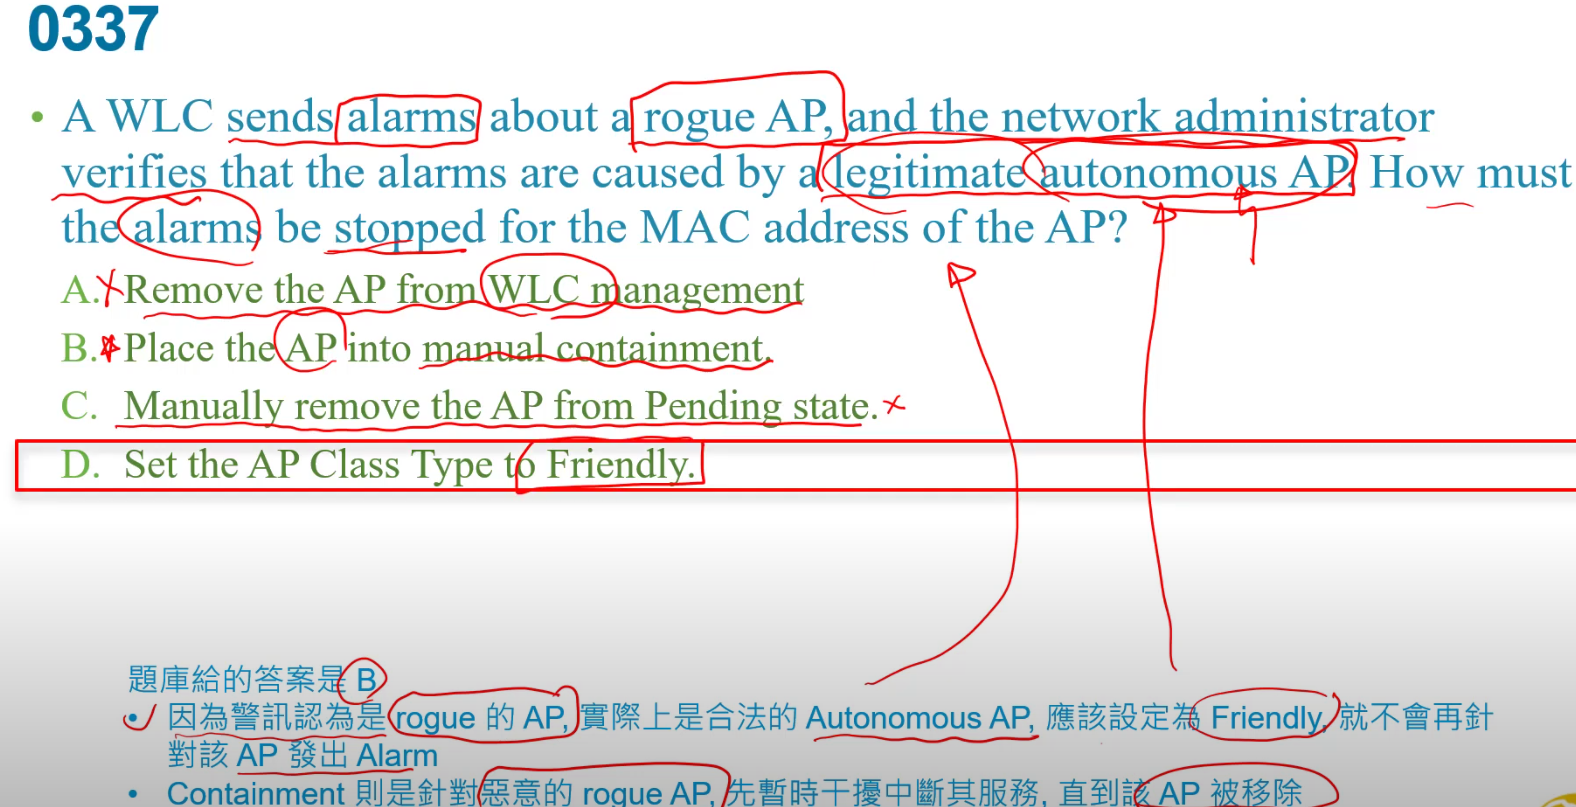 0337
• A WLC sends alarms about a rogue AP, and the network administrator
verifies that the alarms are caused by a legitimate autonomous AP. How must
the alarms be stopped for the MAC address of the AP?
A. Remove the AP from WLC management
B. Place the AP into manual containment.
C. Manually remove the AP from Pending state.
D. Set the AP Class Type to Friendly.
題庫給的答案是 B
• 因為警訊認為是 rogue 的 AP, 實際上是合法的 Autonomous AP, 應該設定為 Friendly, 就不會再針
對該 AP 發出 Alarm
• Containment 則是針對惡意的 rogue AP, 先暫時干擾中斷其服務, 直到該 AP 被移除